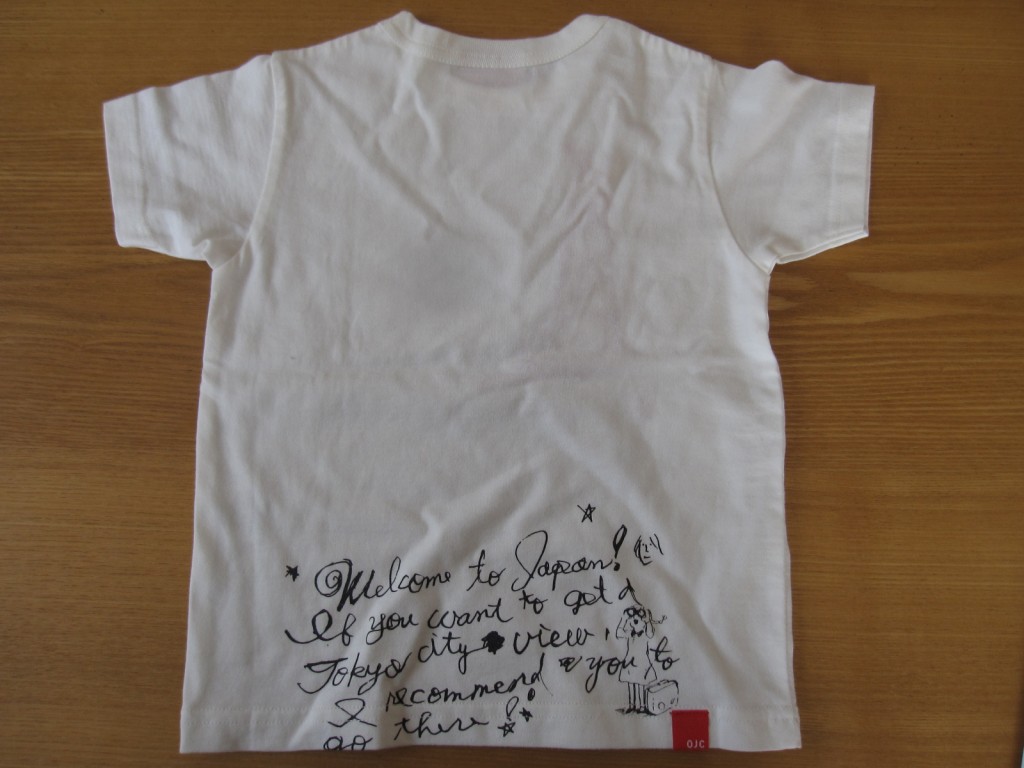 Welcome to Japan!
If you want to get a
Tokyo city view,
I recommend you to
go there!
OJC